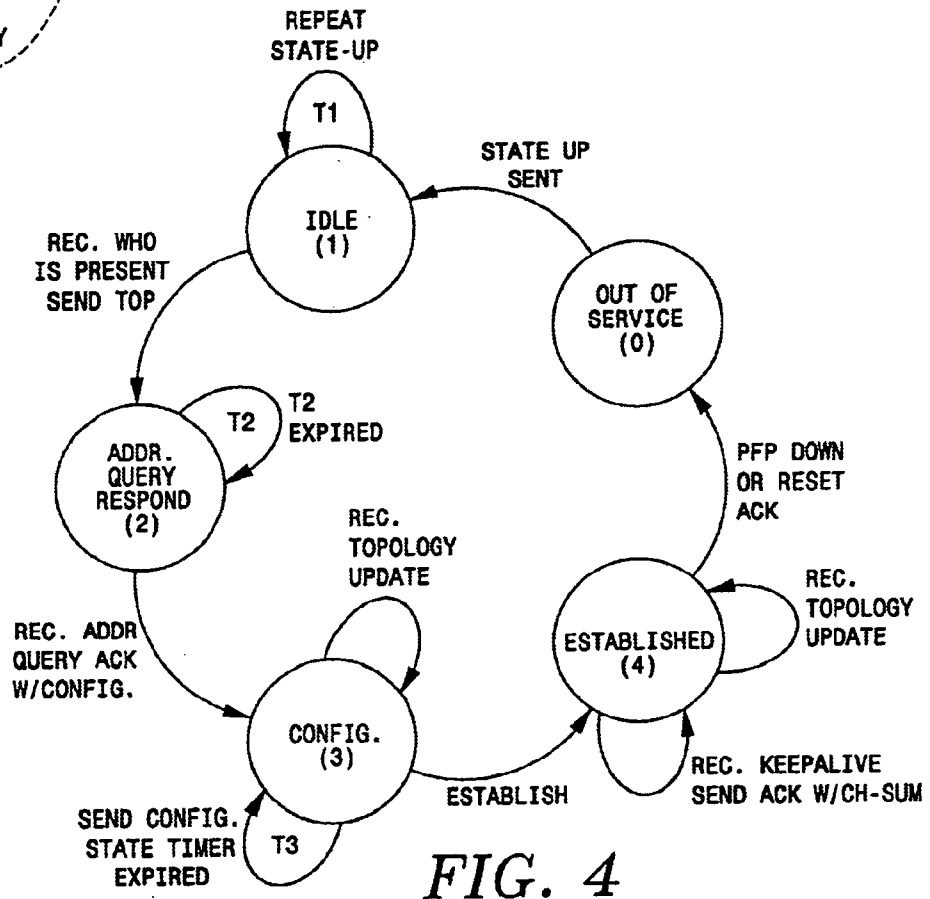 Y
REPEAT
STATE-UP
T1
STATE UP
SENT
IDLE
(1)
REC. WHO
IS PRESENT
SEND TOP
OUT OF
SERVICE
(0)
T2
T2
EXPIRED
ADDR.
QUERY
RESPOND
(2)
PFP DOWN
OR RESET
ACK
REC.
TOPOLOGY
UPDATE
REC.
TOPOLOGY
UPDATE
REC. ADDR
QUERY ACK
W/CONFIG.
ESTABLISHED
(4)
CONFIG.
(3)
ESTABLISH
REC. KEEPALIVE
SEND ACK W/CH-SUM
SEND CONFIG.
STATE TIMER
EXPIRED
T3
FIG. 4